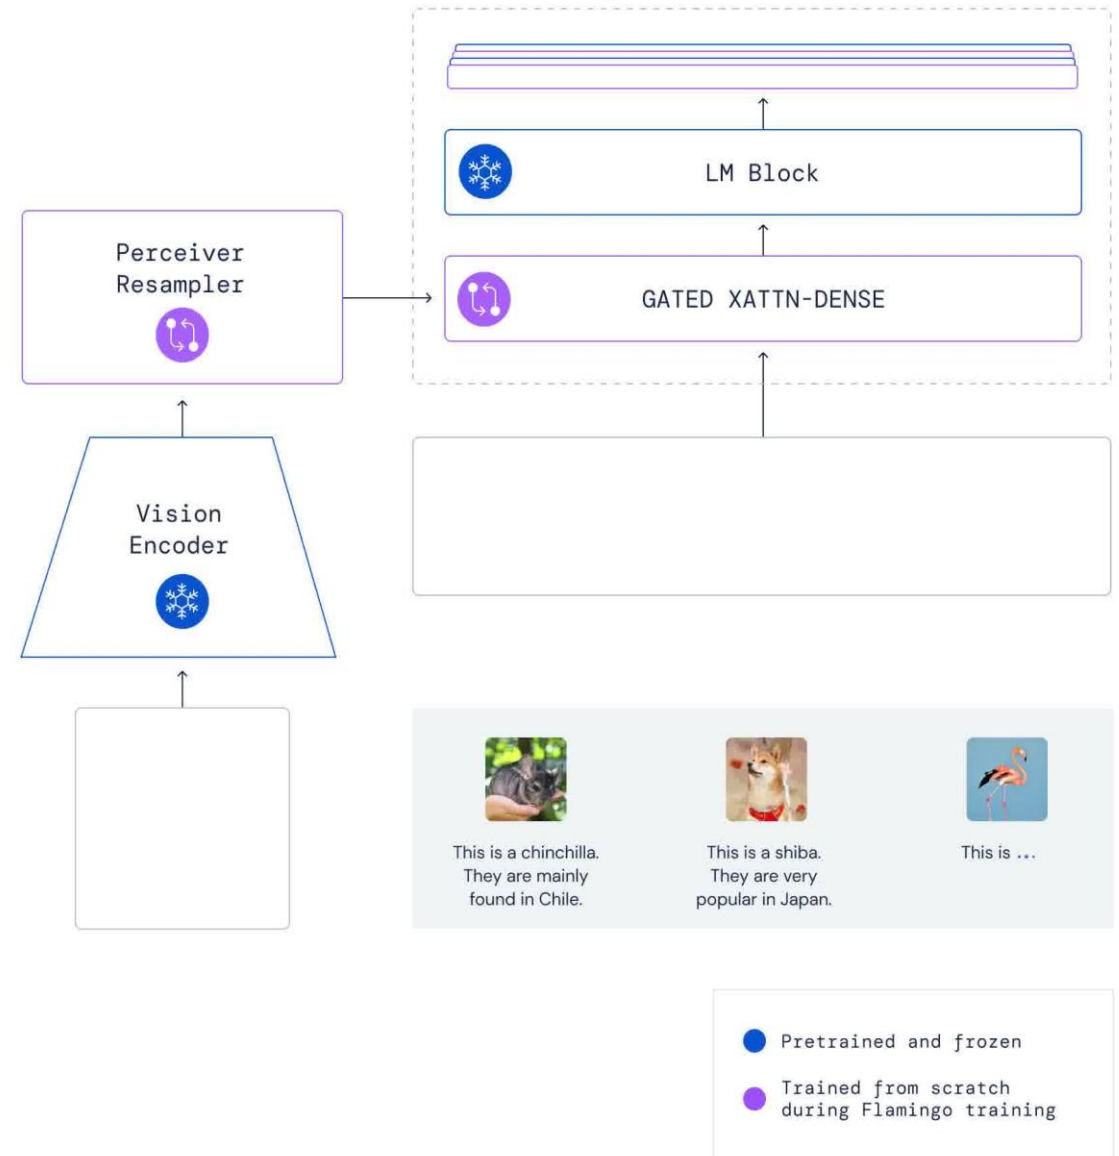 LM Block
Perceiver
Resampler
GATED XATTN-DENSE
Vision
Encoder
This is a chinchilla.
They are mainly
found in Chile.
This is a shiba.
They are very
popular in Japan.
This is ...
Pretrained and frozen
Trained from scratch
during Flamingo training